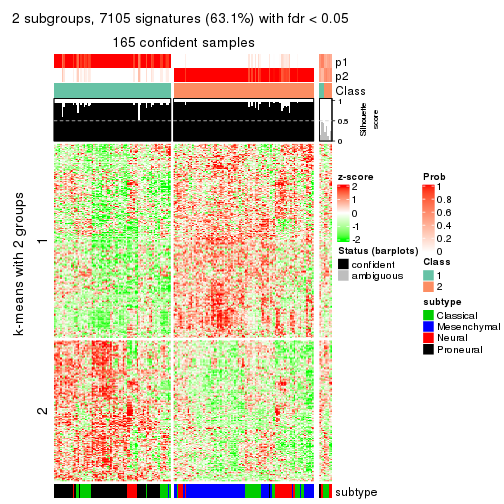 2 subgroups, 7105 signatures (63.1%) with fdr < 0.05
165 confident samples
p1
p2
Class
1
0.5
0
Silhouette
score
k-means with 2 groups
1
2
z-score
2
1
0
-1
-2
Status (barplots)
confident
ambiguous
Prob
1
0.8
0.6
0.4
0.2
0
Class
1
2
subtype
Classical
Mesenchymal
Neural
Proneural
subtype